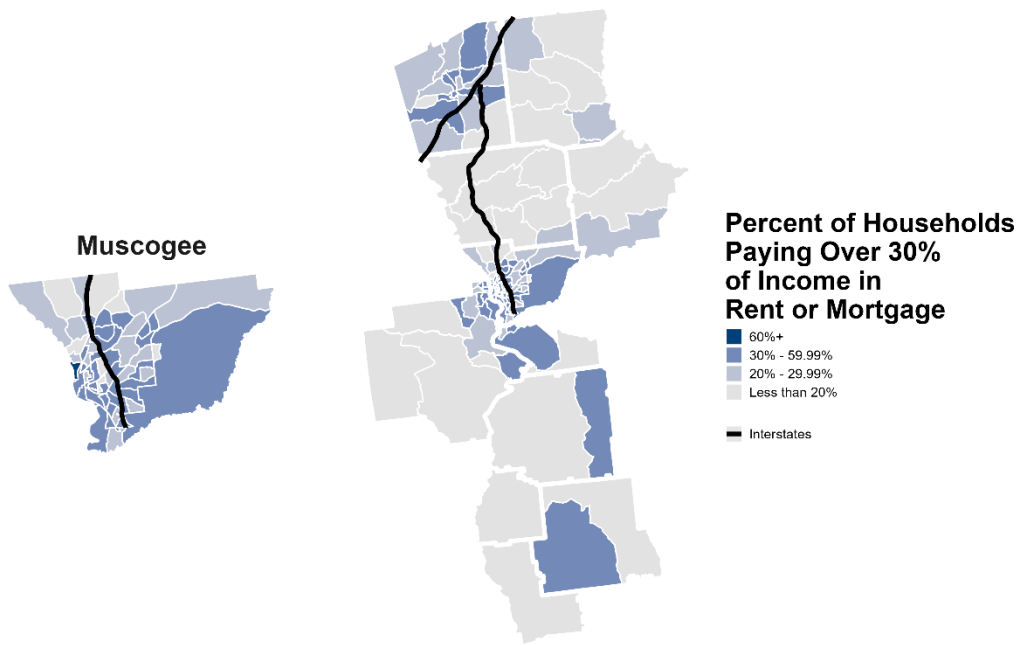 Muscogee
Percent of Households
Paying Over 30%
of Income in
Rent or Mortgage
60%+
30% - 59.99%
20% - 29.99%
Less than 20%
Interstates